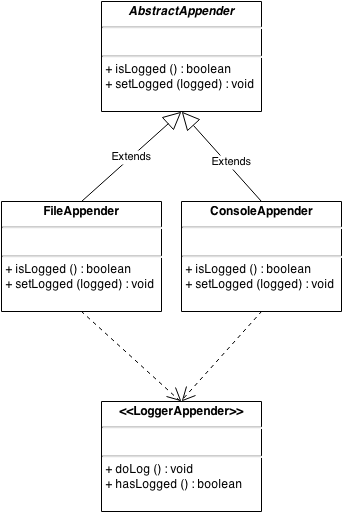 AbstractAppender
+ isLogged () : boolean
+ setLogged (logged) : void
Extends
Extends
FileAppender
+ isLogged () : boolean
+ setLogged (logged) : void
ConsoleAppender
+ isLogged () : boolean
+ setLogged (logged) : void
<<LoggerAppender>>
+ doLog () : void
+ hasLogged () : boolean